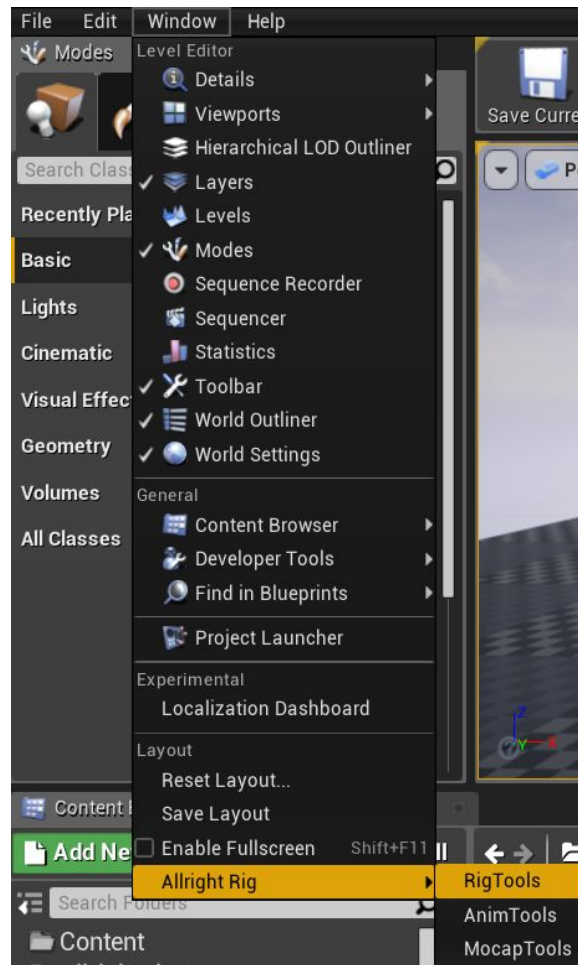 File Edit Window Help
Modes
Level Editor
Details
Viewports
Save Curre
Hierarchical LOD Outliner
Search Clas
Layers
P
Recently Pla
Levels
Basic
Modes
Sequence Recorder
Lights
Sequencer
Cinematic
Statistics
Visual Effec
Toolbar
World Outliner
Geometry
World Settings
Volumes
General
Content Browser
All Classes
Developer Tools
Find in Blueprints
Project Launcher
Experimental
Localization Dashboard
Z
Y X
Layout
Reset Layout...
Content
Save Layout
Add Ne
Enable Fullscreen Shift+F11
Allright Rig
RigTools
Search Folders
AnimTools
Content
MocapTools